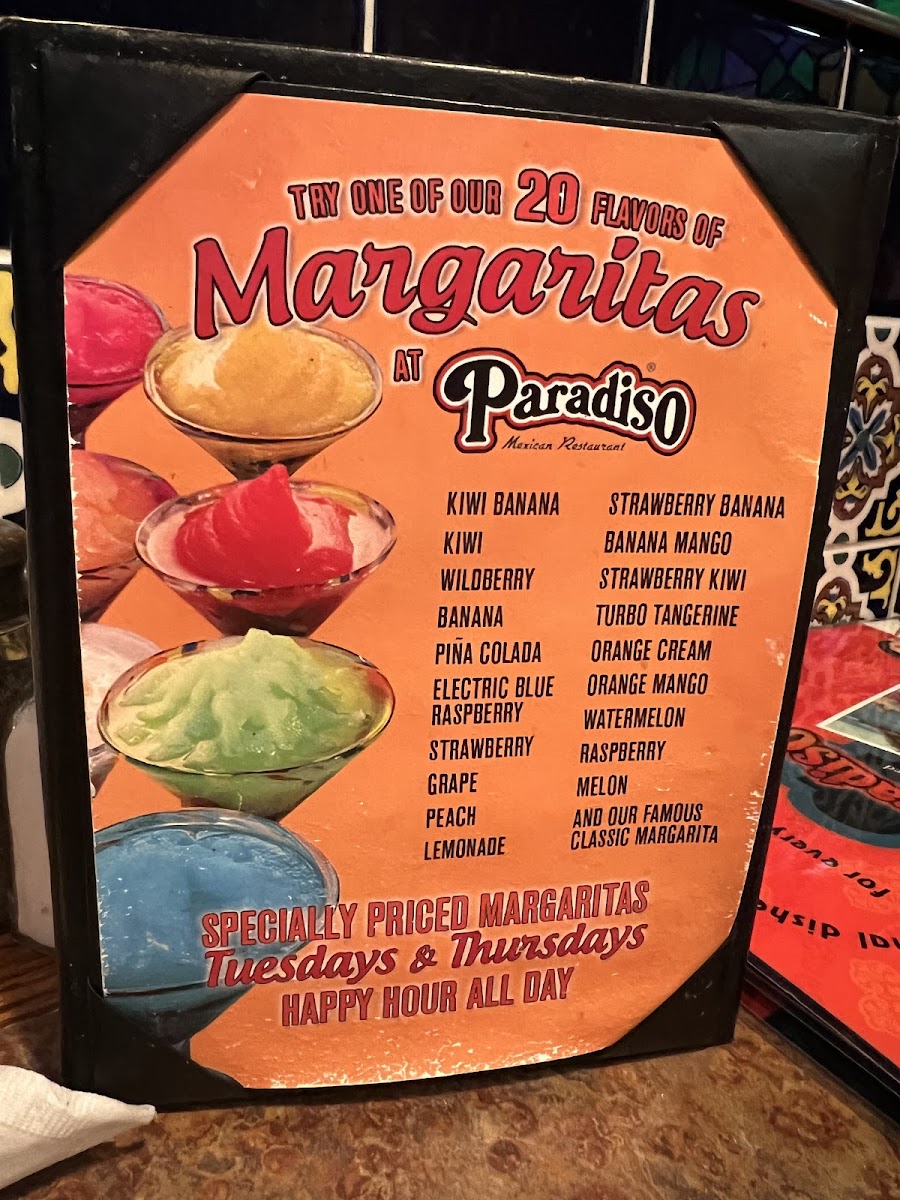 TRY ONE OF OUR 20 FLAVORS OF
Margaritas
AT Paradiso®
Mexican Restaurant
KIWI BANANA
KIWI
WILDBERRY
BANANA
PIÑA COLADA
ELECTRIC BLUE
RASPBERRY
STRAWBERRY
GRAPE
PEACH
LEMONADE
STRAWBERRY BANANA
BANANA MANGO
STRAWBERRY KIWI
TURBO TANGERINE
ORANGE CREAM
ORANGE MANGO
WATERMELON
RASPBERRY
MELON
AND OUR FAMOUS
CLASSIC MARGARITA
SPECIALLY PRICED MARGARITAS
Tuesdays & Thursdays
HAPPY HOUR ALL DAY
for every